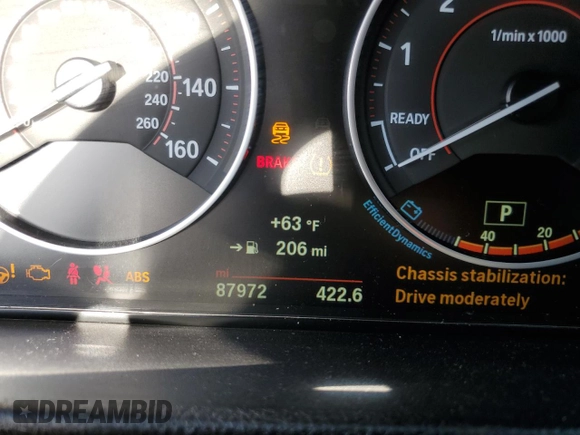 2
1/min x 1000
1
220
140
240
READY
260
160
OFF
BRAKE
P
+63 °F
EfficientDynamics
206 mi
40
20
ABS
mi
Chassis stabilization:
87972
422.6
Drive moderately
DREAMBID